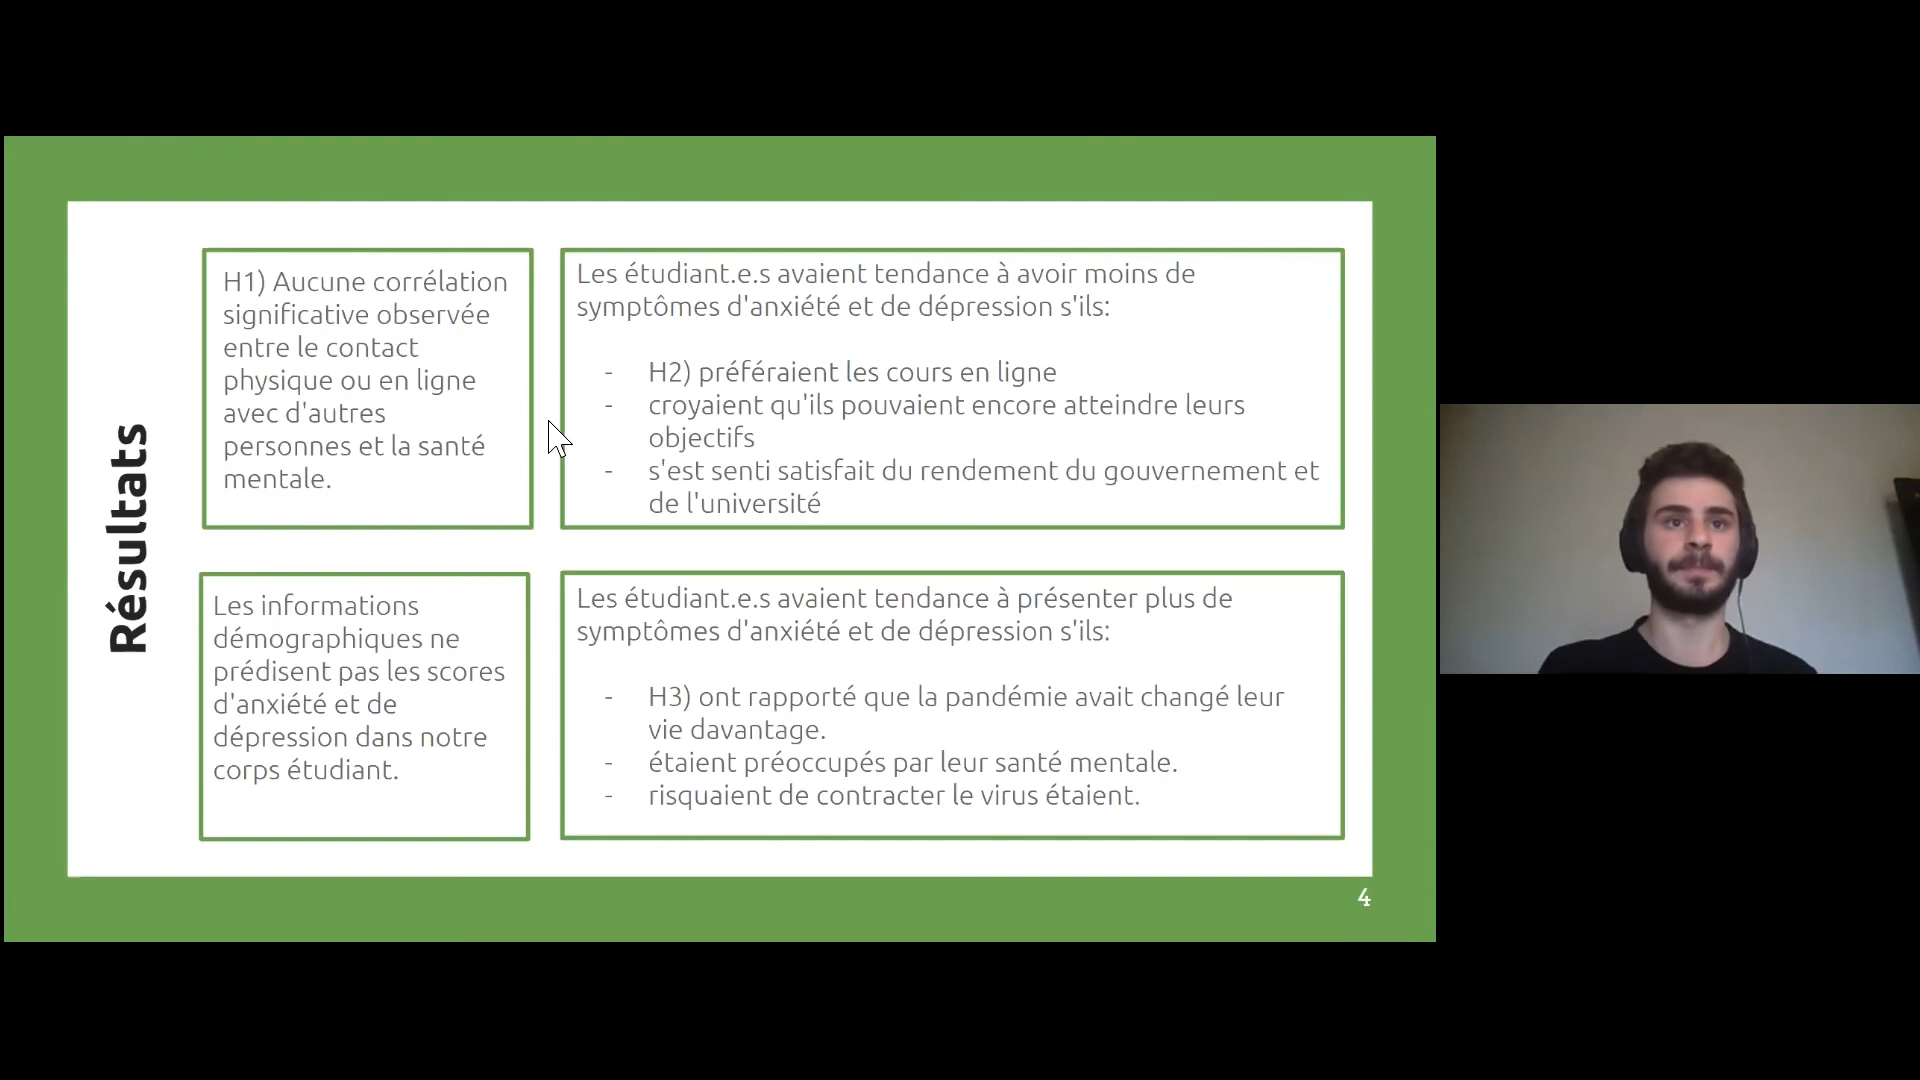 Résultats
H1) Aucune corrélation
significative observée
entre le contact
physique ou en ligne
avec d'autres
personnes et la santé
mentale.
Les étudiant.e.s avaient tendance à avoir moins de
symptômes d'anxiété et de dépression s'ils:
- H2) préféraient les cours en ligne
- croyaient qu'ils pouvaient encore atteindre leurs
objectifs
- s'est senti satisfait du rendement du gouvernement et
de l'université
Les informations
démographiques ne
prédisent pas les scores
d'anxiété et de
dépression dans notre
corps étudiant.
Les étudiant.e.s avaient tendance à présenter plus de
symptômes d'anxiété et de dépression s'ils:
- H3) ont rapporté que la pandémie avait changé leur
vie davantage.
- étaient préoccupés par leur santé mentale.
- risquaient de contracter le virus étaient.
4